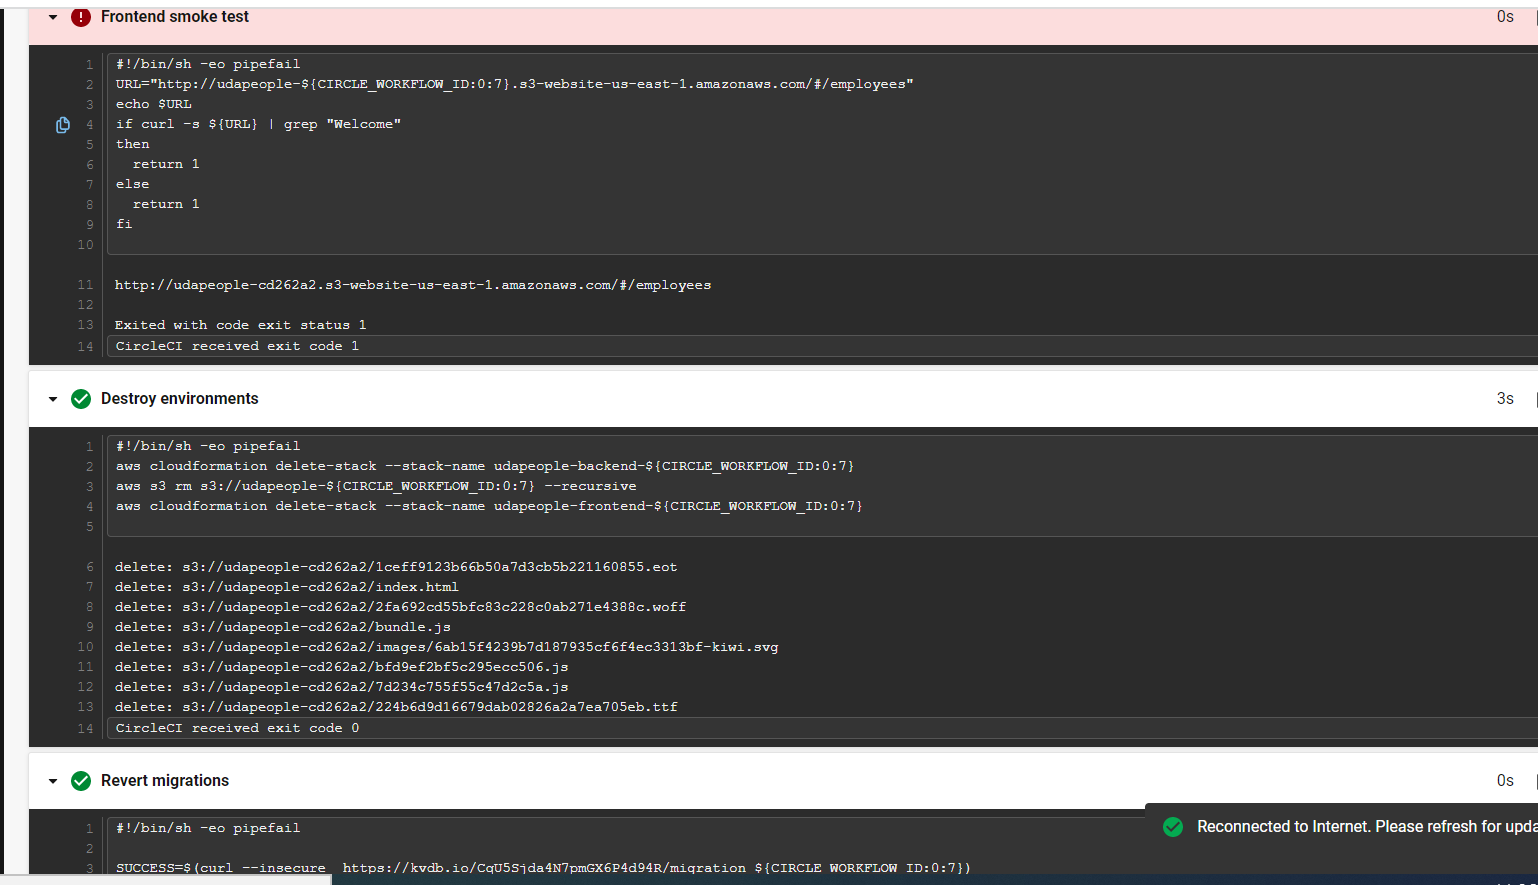 Frontend smoke test
0s
1 #!/bin/sh -eo pipefail
2 URL="http://udapeople-${CIRCLE_WORKFLOW_ID:0:7}.s3-website-us-east-1.amazonaws.com/#/employees"
3 echo $URL
4 if curl -s ${URL} | grep "Welcome"
5 then
6 return 1
7 else
8 return 1
9 fi
10
11 http://udapeople-cd262a2.s3-website-us-east-1.amazonaws.com/#/employees
12
13 Exited with code exit status 1
14 CircleCI received exit code 1
Destroy environments
3s
1 #!/bin/sh -eo pipefail
2 aws cloudformation delete-stack --stack-name udapeople-backend-${CIRCLE_WORKFLOW_ID:0:7}
3 aws s3 rm s3://udapeople-${CIRCLE_WORKFLOW_ID:0:7} --recursive
4 aws cloudformation delete-stack --stack-name udapeople-frontend-${CIRCLE_WORKFLOW_ID:0:7}
5
6 delete: s3://udapeople-cd262a2/1ceff9123b66b50a7d3cb5b221160855.eot
7 delete: s3://udapeople-cd262a2/index.html
8 delete: s3://udapeople-cd262a2/2fa692cd55bfc83c228c0ab271e4388c.woff
9 delete: s3://udapeople-cd262a2/bundle.js
10 delete: s3://udapeople-cd262a2/images/6ab15f4239b7d187935cf6f4ec3313bf-kiwi.svg
11 delete: s3://udapeople-cd262a2/bfd9ef2bf5c295ecc506.js
12 delete: s3://udapeople-cd262a2/7d234c755f55c47d2c5a.js
13 delete: s3://udapeople-cd262a2/224b6d9d16679dab02826a2a7ea705eb.ttf
14 CircleCI received exit code 0
Revert migrations
0s
1 #!/bin/sh -eo pipefail
2
3 SUCCESS=$(curl --insecure https://kvdb.io/CqU5Sjda4N7pmGX6P4d94R/migration_${CIRCLE_WORKFLOW_ID:0:7})
Reconnected to Internet. Please refresh for upda